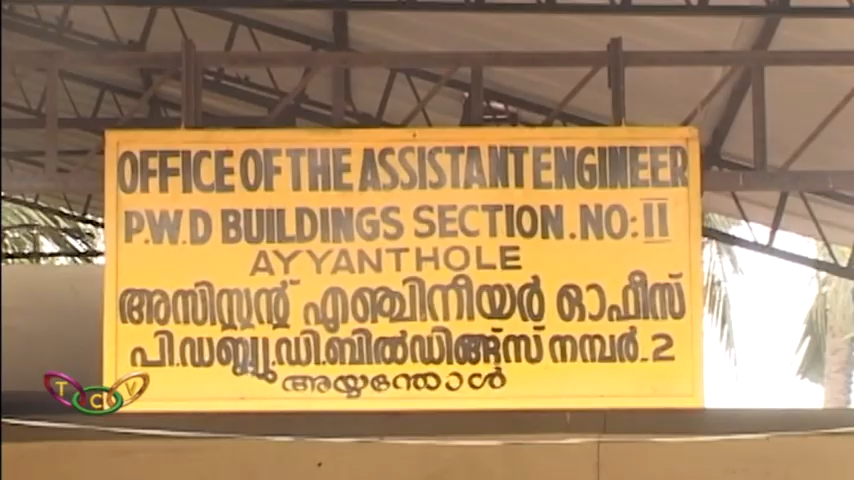 OFFICE OF THE ASSISTANT ENGINEER
P.W.D BUILDINGS SECTION.NO:II
AYYANTHOLE
അസിസ്റ്റന്റ് എഞ്ചിനീയർ ഓഫീസ്
പി.ഡബ്ല്യു.ഡി.ബിൽഡിങ്ങ്സ് നമ്പർ.2
അയ്യന്തോൾ
TCV